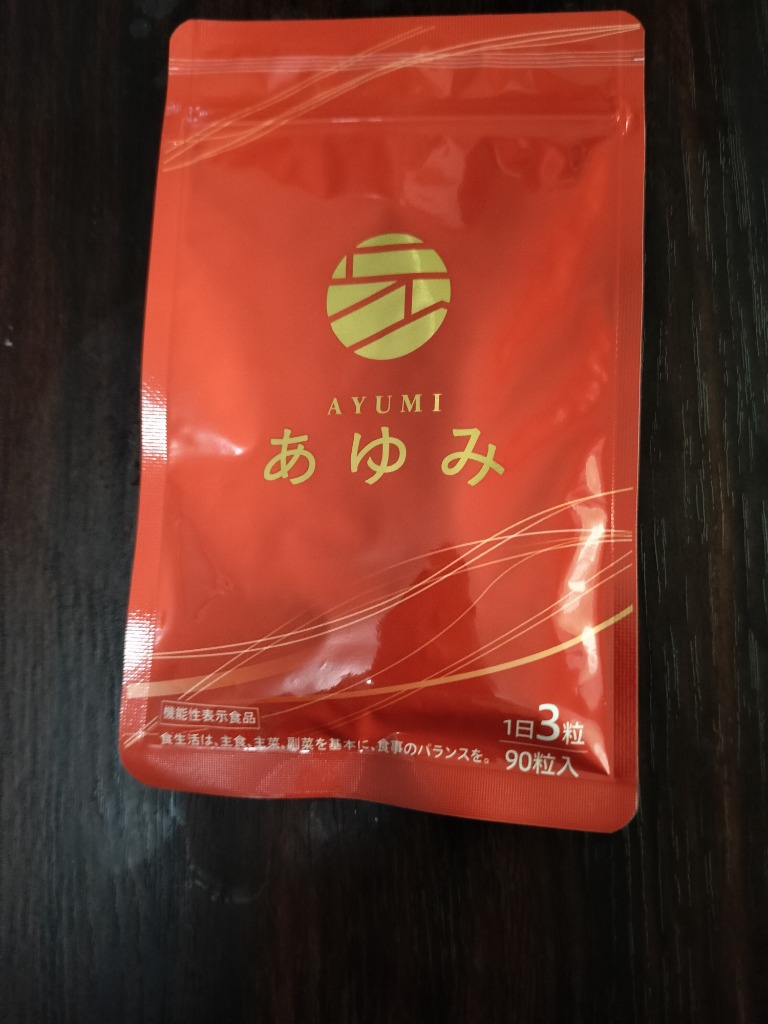 AYUMI
あゆみ
機能性表示食品
食生活は、主食、主菜、副菜を基本に、食事のバランスを。
1日3粒
90粒入